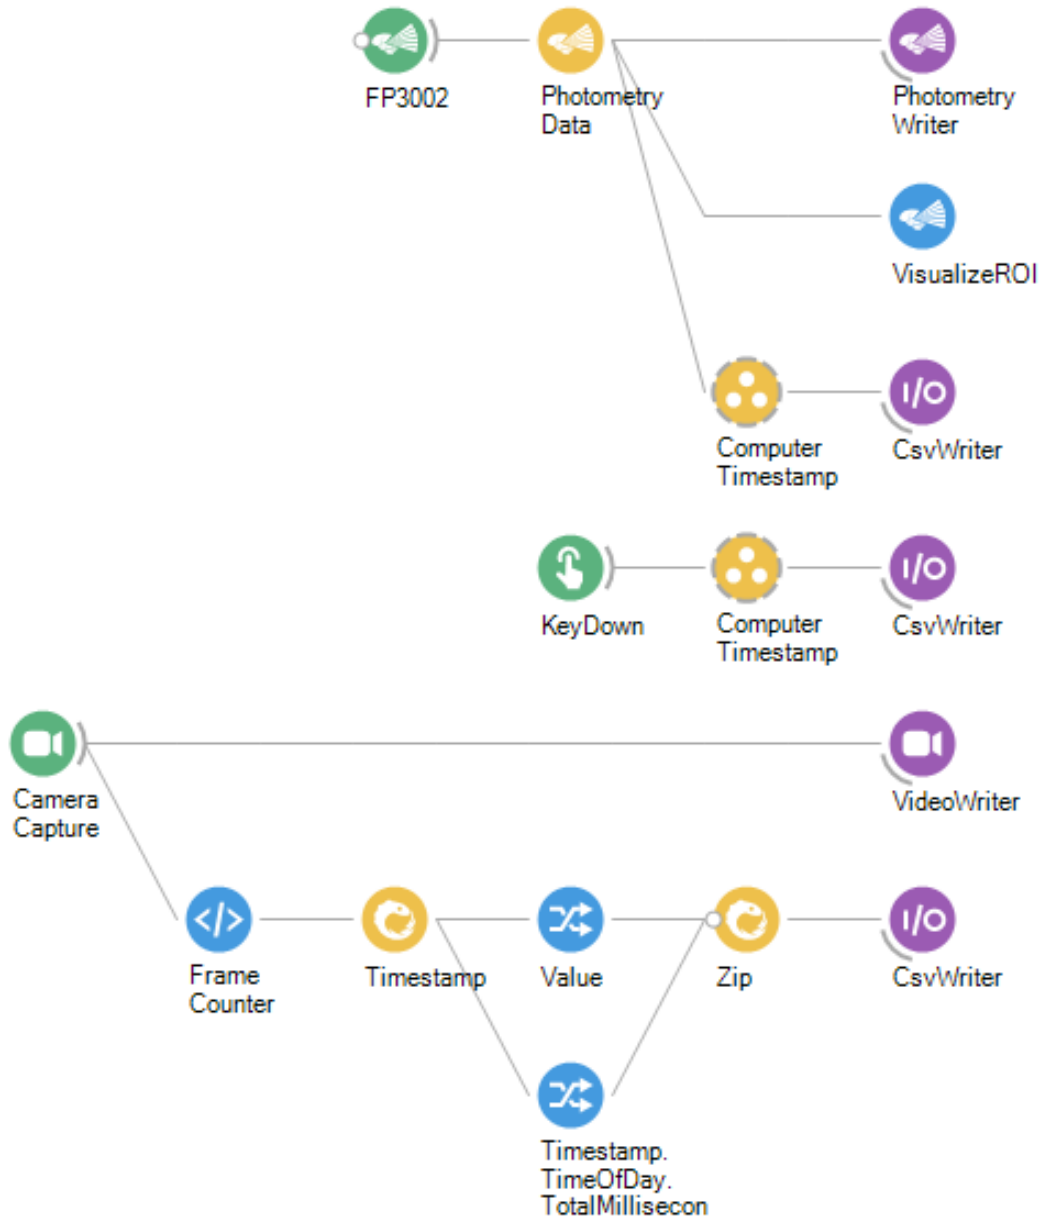 FP3002
Photometry
Data
Photometry
Writer
VisualizeROI
Computer
Timestamp
I/O
CsvWriter
KeyDown
Computer
Timestamp
I/O
CsvWriter
Camera
Capture
VideoWriter
</>
Frame
Counter
Timestamp
Value
Zip
I/O
CsvWriter
Timestamp.
TimeOfDay.
TotalMillisecon